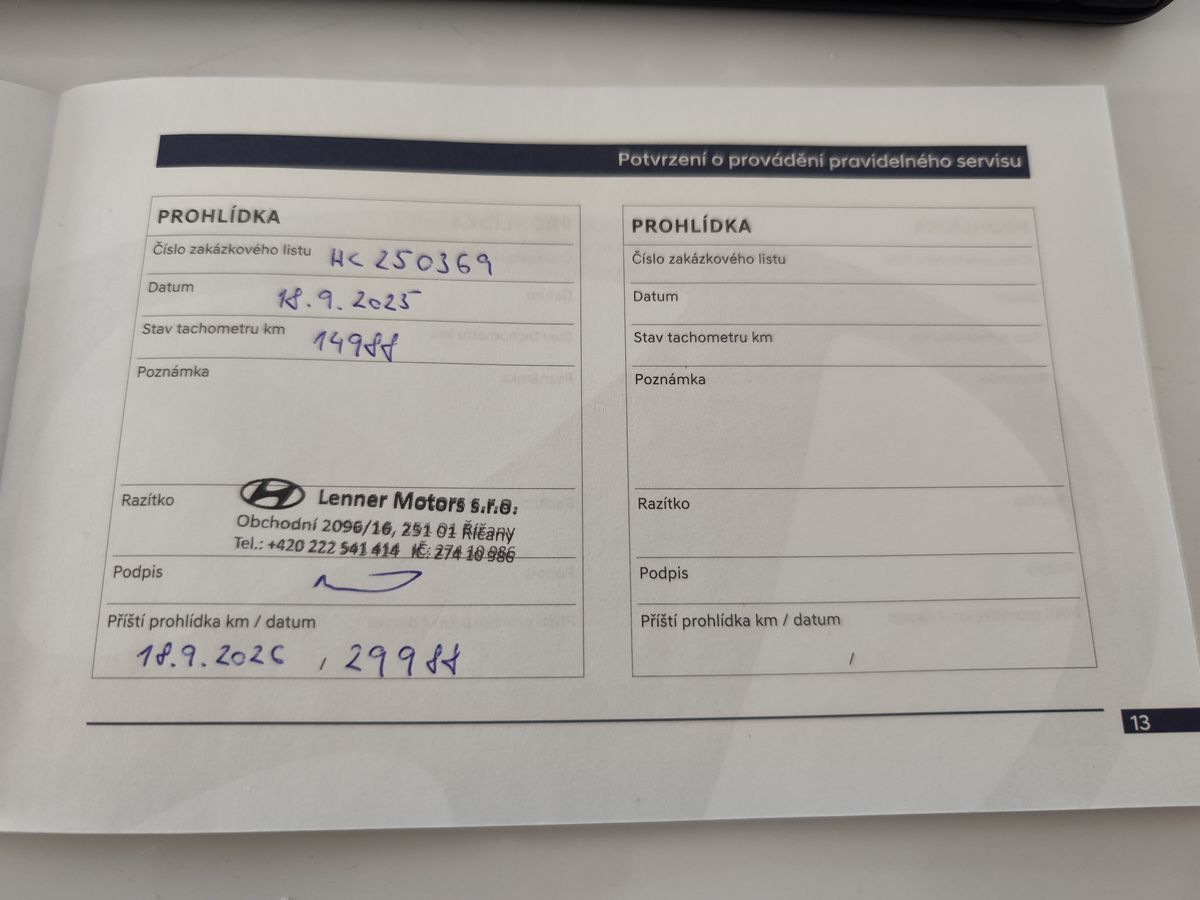 Potvrzení o provádění pravidelného servisu
PROHLÍDKA
Číslo zakázkového listu HC 250369
Datum 18.9.2025
Stav tachometru km 14988
Poznámka
Razítko Lenner Motors s.r.o.
Obchodní 2096/16, 251 01 Říčany
Tel.: +420 222 541 414 IČ: 274 10 986
Podpis
Příští prohlídka km / datum
18.9.2026 / 29988
PROHLÍDKA
Číslo zakázkového listu
Datum
Stav tachometru km
Poznámka
Razítko
Podpis
Příští prohlídka km / datum
/
13